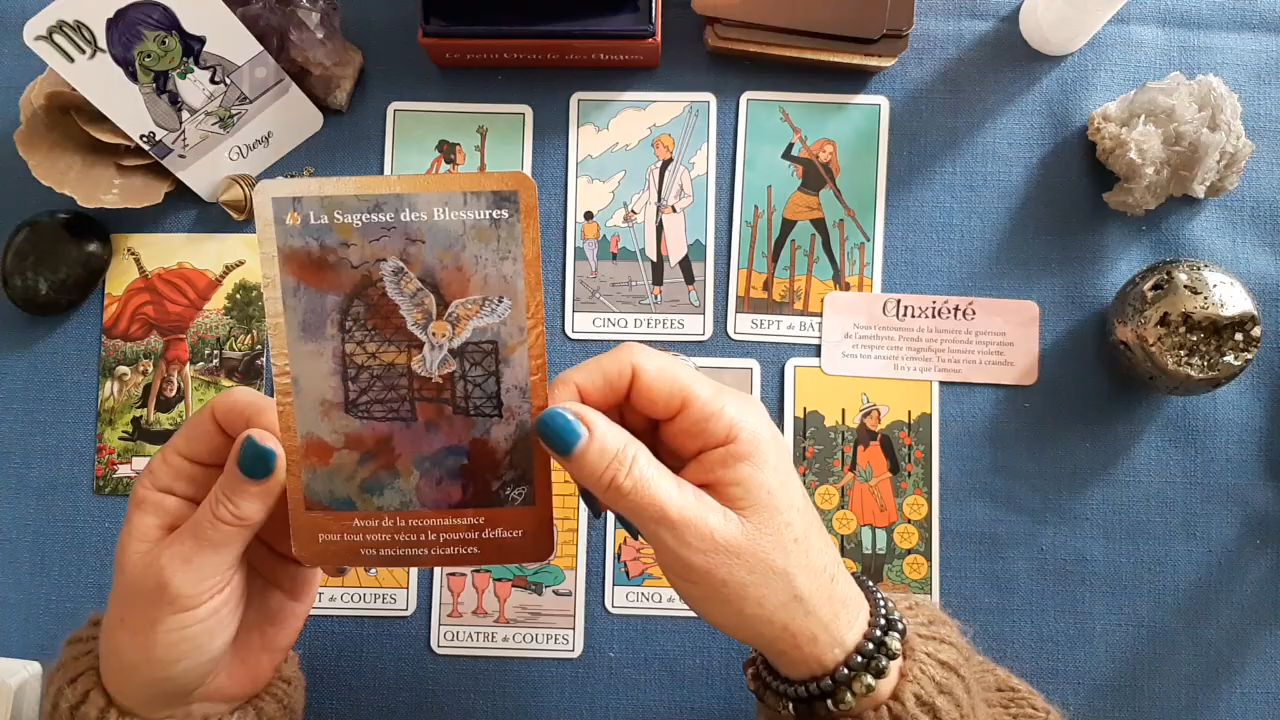 Le petit Oracle des Anges
Vierge
45 La Sagesse des Blessures
Avoir de la reconnaissance
pour tout votre vécu a le pouvoir d'effacer
vos anciennes cicatrices.
CINQ D'ÉPÉES
SEPT de BÂT
Anxiété
Nous t'entourons de la lumière de guérison
de l'améthyste. Prends une profonde inspiration
et respire cette magnifique lumière violette.
Sens ton anxiété s'envoler. Tu n'as rien à craindre.
Il n'y a que l'amour.
T de COUPES
QUATRE de COUPES
CINQ de